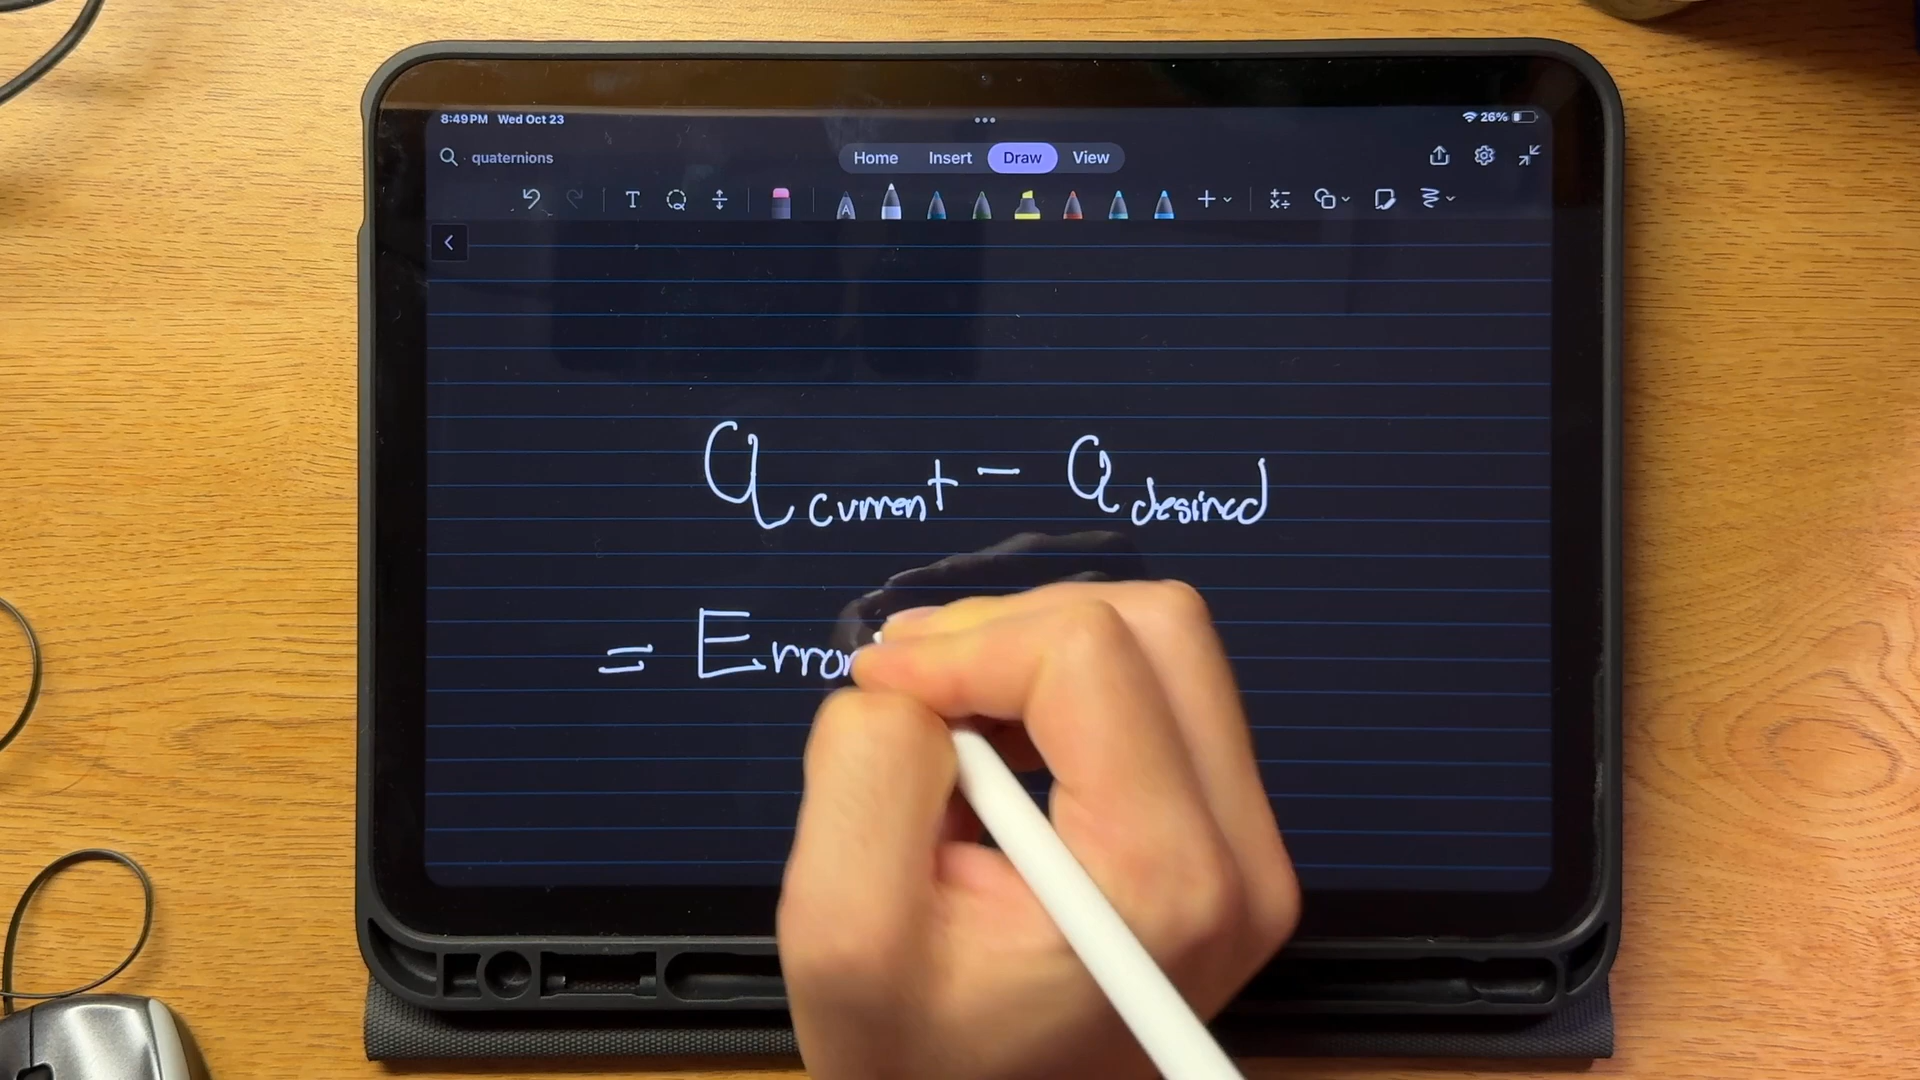 8:49 PM Wed Oct 23 26%
quaternions Home Insert Draw View
T A
q current - q desired
= Error